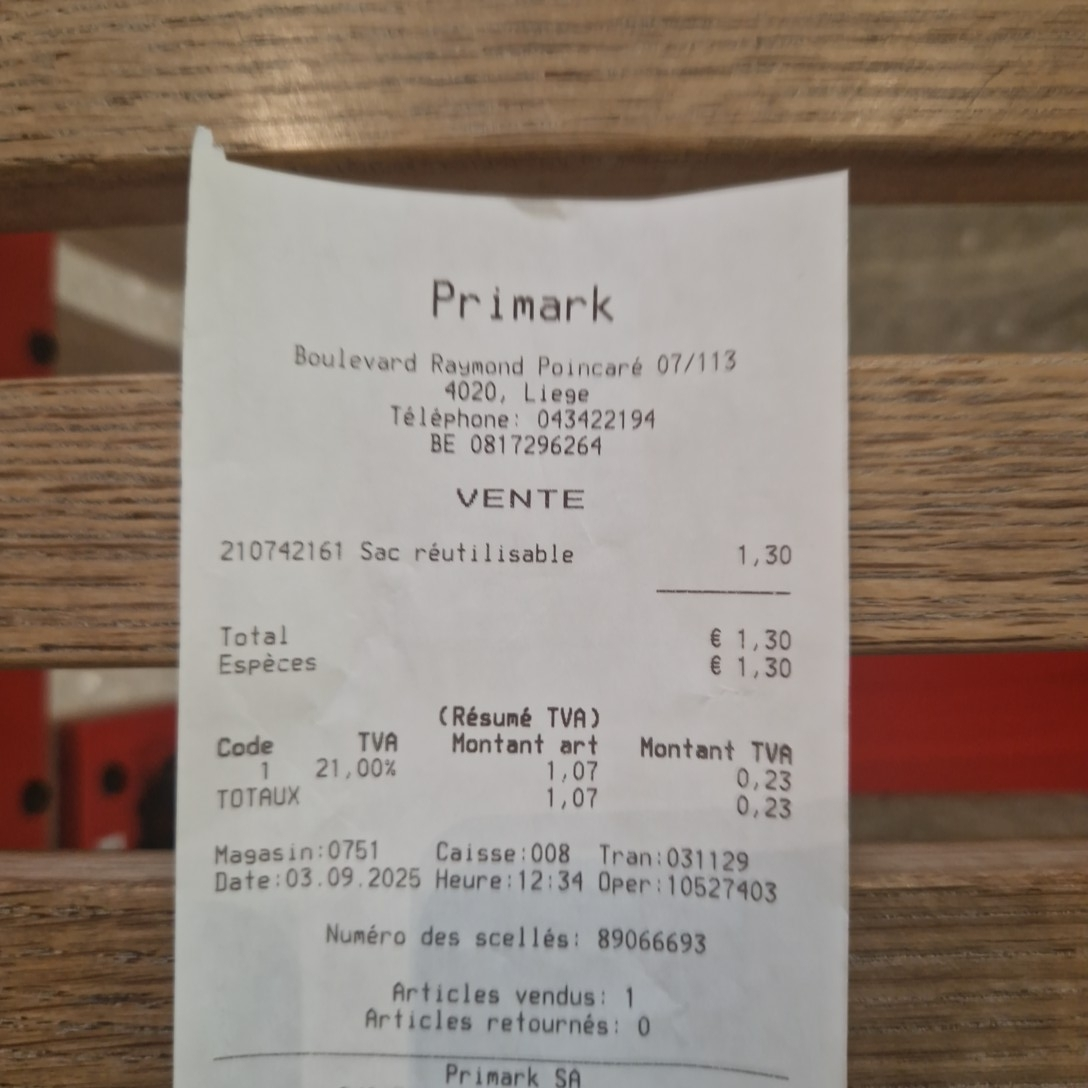 Primark
Boulevard Raymond Poincaré 07/113
4020, Liege
Téléphone: 043422194
BE 0817296264
VENTE
210742161 Sac réutilisable 1,30
Total € 1,30
Espèces € 1,30
(Résumé TVA)
Code TVA Montant art Montant TVA
1 21,00% 1,07 0,23
TOTAUX 1,07 0,23
Magasin:0751 Caisse:008 Tran:031129
Date:03.09.2025 Heure:12:34 Oper:10527403
Numéro des scellés: 89066693
Articles vendus: 1
Articles retournés: 0
Primark SA